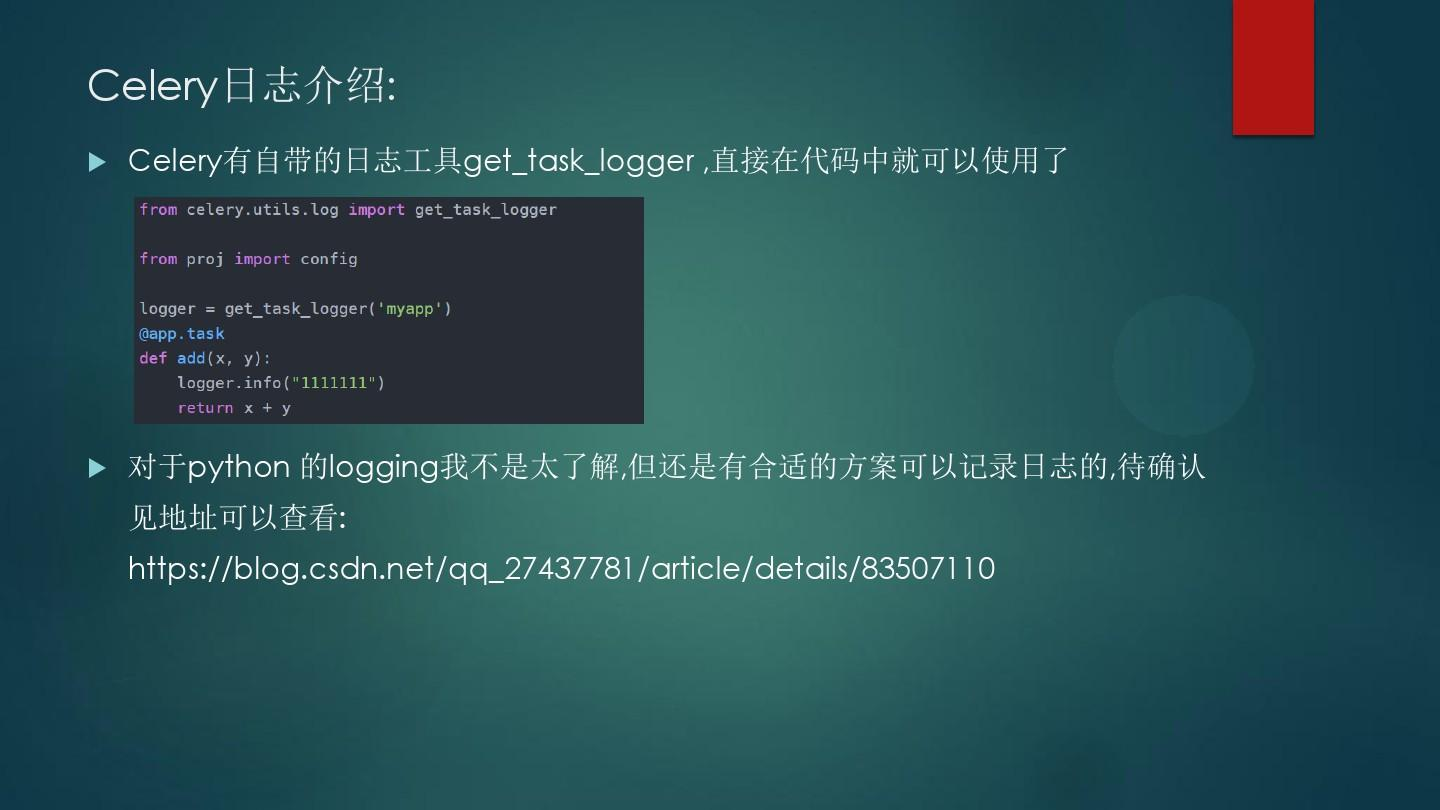 Celery日志介绍:
Celery有自带的日志工具get_task_logger ,直接在代码中就可以使用了
from celery.utils.log import get_task_logger
from proj import config
logger = get_task_logger('myapp')
@app.task
def add(x, y):
    logger.info("1111111")
    return x + y
对于python 的logging我不是太了解,但还是有合适的方案可以记录日志的,待确认
见地址可以查看:
https://blog.csdn.net/qq_27437781/article/details/83507110